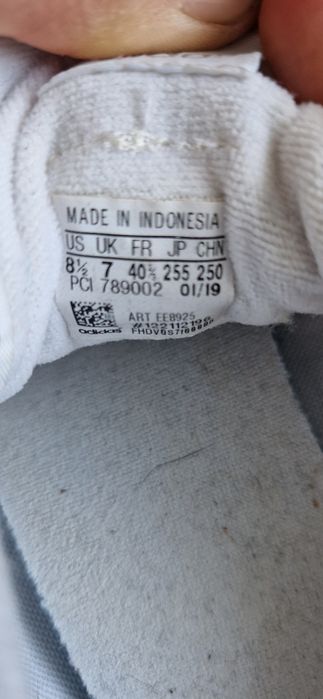 MADE IN INDONESIA
US UK FR JP CHN
8½ 7 40⅔ 255 250
PCI 789002 01/19
ART EE8925
adidas